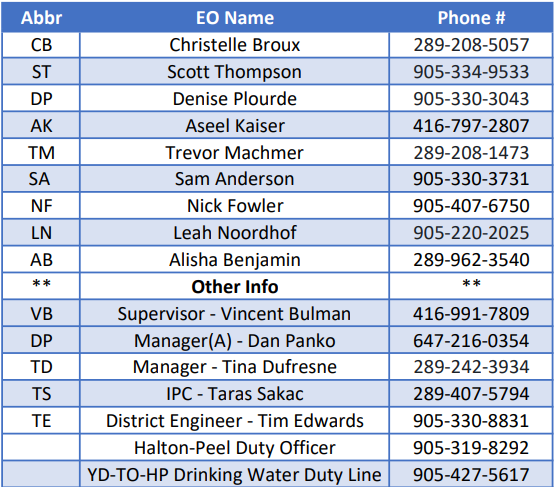 Abbr EO Name Phone #
CB Christelle Broux 289-208-5057
ST Scott Thompson 905-334-9533
DP Denise Plourde 905-330-3043
AK Aseel Kaiser 416-797-2807
TM Trevor Machmer 289-208-1473
SA Sam Anderson 905-330-3731
NF Nick Fowler 905-407-6750
LN Leah Noordhof 905-220-2025
AB Alisha Benjamin 289-962-3540
** Other Info **
VB Supervisor - Vincent Bulman 416-991-7809
DP Manager(A) - Dan Panko 647-216-0354
TD Manager - Tina Dufresne 289-242-3934
TS IPC - Taras Sakac 289-407-5794
TE District Engineer - Tim Edwards 905-330-8831
Halton-Peel Duty Officer 905-319-8292
YD-TO-HP Drinking Water Duty Line 905-427-5617